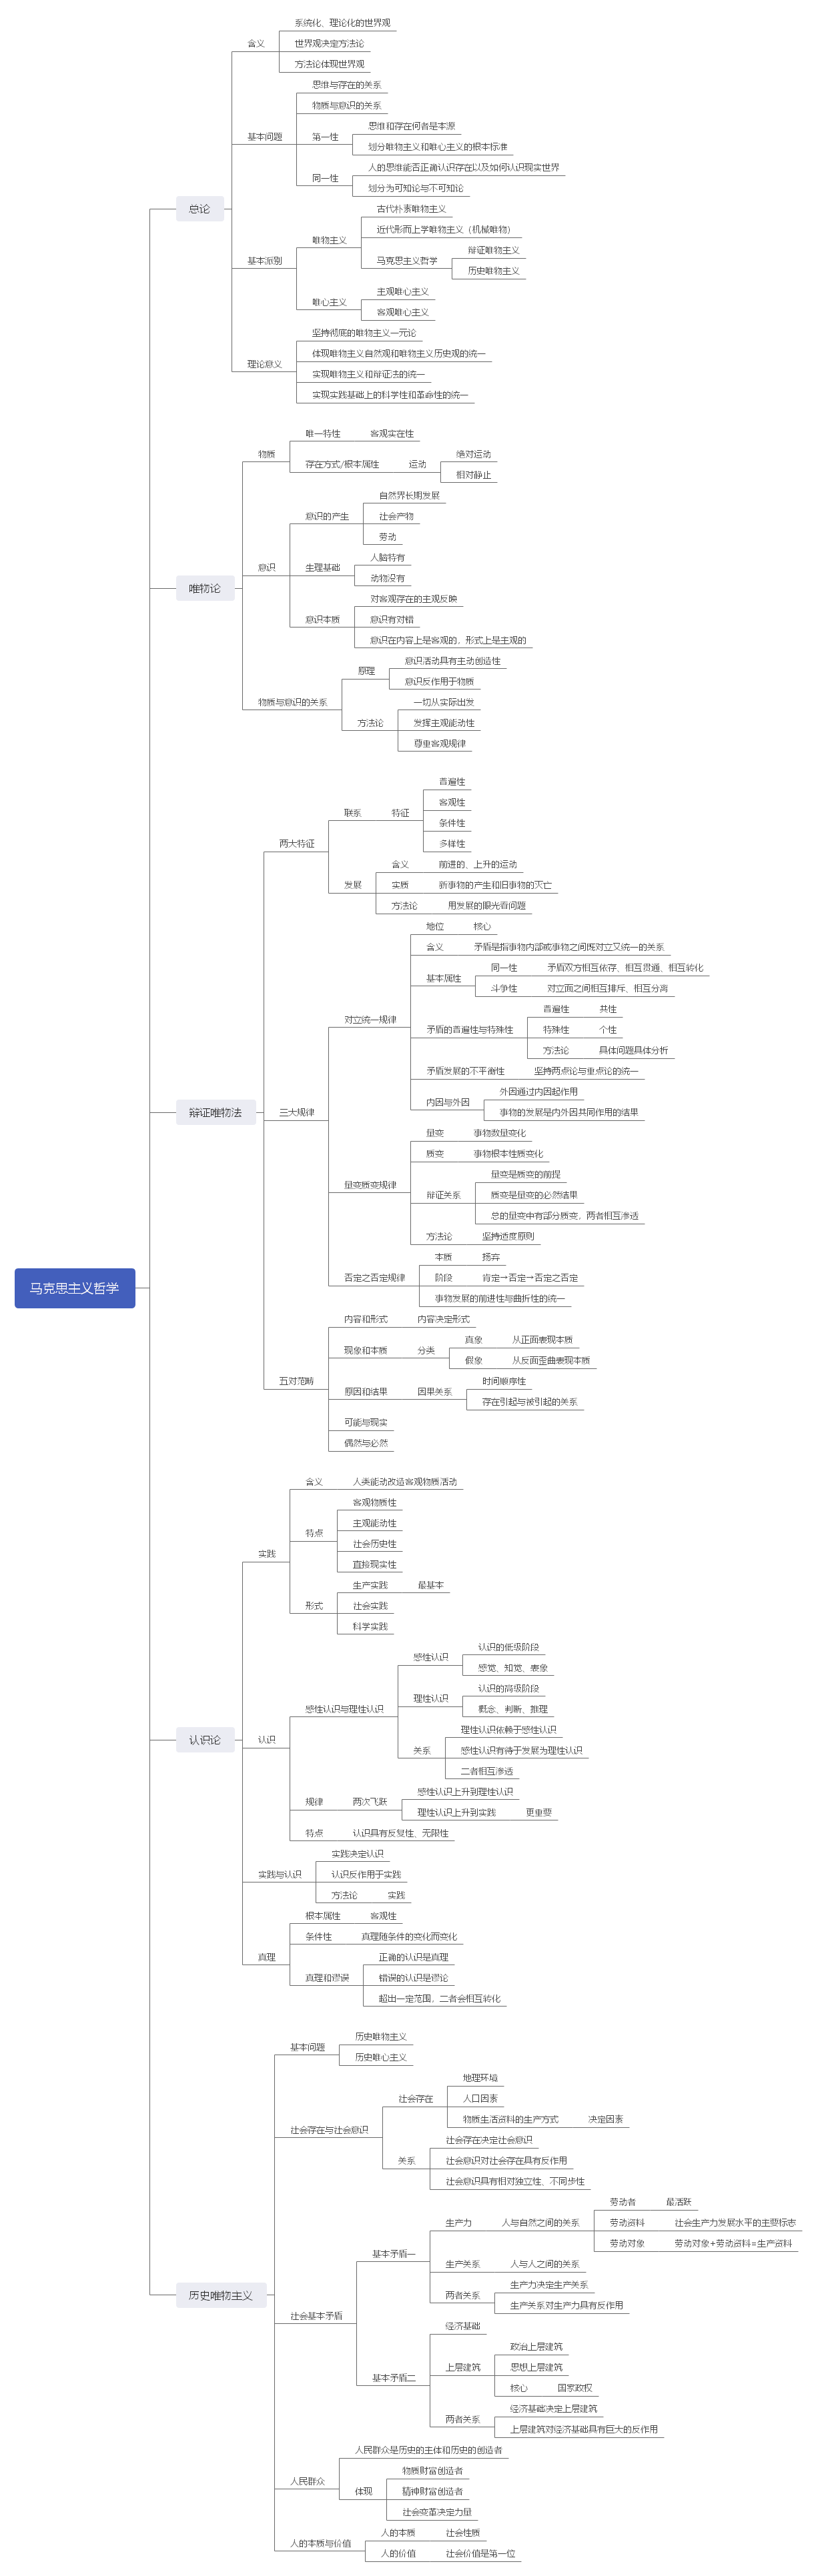 马克思主义哲学
总论
含义
系统化、理论化的世界观
世界观决定方法论
方法论体现世界观
基本问题
思维与存在的关系
物质与意识的关系
第一性
思维和存在何者是本源
划分唯物主义和唯心主义的根本标准
同一性
人的思维能否正确认识存在以及如何认识现实世界
划分为可知论与不可知论
基本派别
唯物主义
古代朴素唯物主义
近代形而上学唯物主义（机械唯物）
马克思主义哲学
辩证唯物主义
历史唯物主义
唯心主义
主观唯心主义
客观唯心主义
理论意义
坚持彻底的唯物主义一元论
体现唯物主义自然观和唯物主义历史观的统一
实现唯物主义和辩证法的统一
实现实践基础上的科学性和革命性的统一
唯物论
物质
唯一特性 客观实在性
存在方式/根本属性 运动
绝对运动
相对静止
意识
意识的产生
自然界长期发展
社会产物
劳动
生理基础
人脑特有
动物没有
意识本质
对客观存在的主观反映
意识有对错
意识在内容上是客观的，形式上是主观的
物质与意识的关系
原理
意识活动具有主动创造性
意识反作用于物质
方法论
一切从实际出发
发挥主观能动性
尊重客观规律
辩证唯物法
两大特征
联系 特征
普遍性
客观性
条件性
多样性
发展
含义 前进的、上升的运动
实质 新事物的产生和旧事物的灭亡
方法论 用发展的眼光看问题
三大规律
对立统一规律
地位 核心
含义 矛盾是指事物内部或事物之间既对立又统一的关系
基本属性
同一性 矛盾双方相互依存、相互贯通、相互转化
斗争性 对立面之间相互排斥、相互分离
矛盾的普遍性与特殊性
普遍性 共性
特殊性 个性
方法论 具体问题具体分析
矛盾发展的不平衡性 坚持两点论与重点论的统一
内因与外因
外因通过内因起作用
事物的发展是内外因共同作用的结果
量变质变规律
量变 事物数量变化
质变 事物根本性质变化
辩证关系
量变是质变的前提
质变是量变的必然结果
总的量变中有部分质变，两者相互渗透
方法论 坚持适度原则
否定之否定规律
本质 扬弃
阶段 肯定→否定→否定之否定
事物发展的前进性与曲折性的统一
五对范畴
内容和形式 内容决定形式
现象和本质 分类
真象 从正面表现本质
假象 从反面歪曲表现本质
原因和结果 因果关系
时间顺序性
存在引起与被引起的关系
可能与现实
偶然与必然
认识论
实践
含义 人类能动改造客观物质活动
特点
客观物质性
主观能动性
社会历史性
直接现实性
形式
生产实践 最基本
社会实践
科学实践
认识
感性认识与理性认识
感性认识
认识的低级阶段
感觉、知觉、表象
理性认识
认识的高级阶段
概念、判断、推理
关系
理性认识依赖于感性认识
感性认识有待于发展为理性认识
二者相互渗透
规律 两次飞跃
感性认识上升到理性认识
理性认识上升到实践 更重要
特点 认识具有反复性、无限性
实践与认识
实践决定认识
认识反作用于实践
方法论 实践
真理
根本属性 客观性
条件性 真理随条件的变化而变化
真理和谬误
正确的认识是真理
错误的认识是谬论
超出一定范围，二者会相互转化
历史唯物主义
基本问题
历史唯物主义
历史唯心主义
社会存在与社会意识
社会存在
地理环境
人口因素
物质生活资料的生产方式 决定因素
关系
社会存在决定社会意识
社会意识对社会存在具有反作用
社会意识具有相对独立性、不同步性
社会基本矛盾
基本矛盾一
生产力 人与自然之间的关系
劳动者 最活跃
劳动资料 社会生产力发展水平的主要标志
劳动对象 劳动对象+劳动资料=生产资料
生产关系 人与人之间的关系
两者关系
生产力决定生产关系
生产关系对生产力具有反作用
基本矛盾二
经济基础
上层建筑
政治上层建筑
思想上层建筑
核心 国家政权
两者关系
经济基础决定上层建筑
上层建筑对经济基础具有巨大的反作用
人民群众
人民群众是历史的主体和历史的创造者
体现
物质财富创造者
精神财富创造者
社会变革决定力量
人的本质与价值
人的本质 社会性质
人的价值 社会价值是第一位